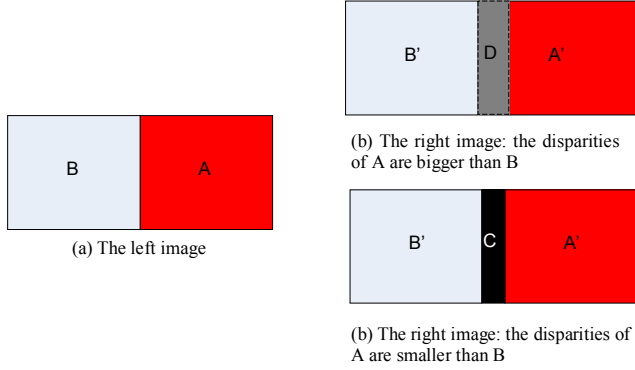 B
A
(a) The left image
B' D A'
(b) The right image: the disparities
of A are bigger than B
B' C A'
(b) The right image: the disparities of
A are smaller than B